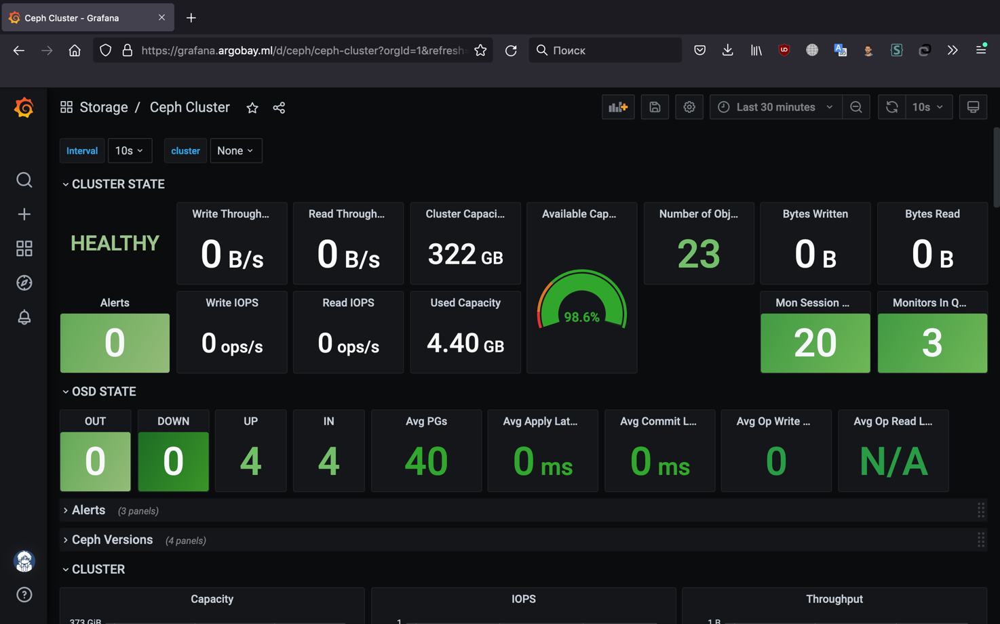 Ceph Cluster - Grafana
https://grafana.argobay.ml/d/ceph/ceph-cluster?orgId=1&refresh=
Поиск
Storage / Ceph Cluster
Last 30 minutes
10s
Interval 10s cluster None
CLUSTER STATE
HEALTHY
Write Through...
0 B/s
Read Through...
0 B/s
Cluster Capaci...
322 GB
Available Cap...
98.6%
Number of Obj...
23
Bytes Written
0 B
Bytes Read
0 B
Alerts
0
Write IOPS
0 ops/s
Read IOPS
0 ops/s
Used Capacity
4.40 GB
Mon Session ...
20
Monitors In Q...
3
OSD STATE
OUT
0
DOWN
0
UP
4
IN
4
Avg PGs
40
Avg Apply Lat...
0 ms
Avg Commit L...
0 ms
Avg Op Write ...
0
Avg Op Read L...
N/A
Alerts (3 panels)
Ceph Versions (4 panels)
CLUSTER
Capacity
373 GiB
IOPS
1
Throughput
1 B